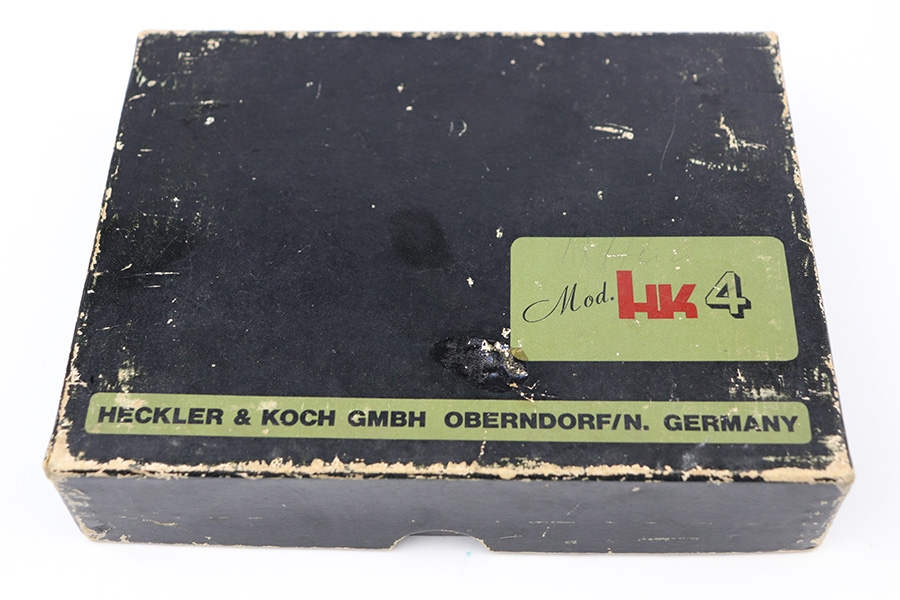 Mod. HK 4
HECKLER & KOCH GMBH OBERNDORF/N. GERMANY